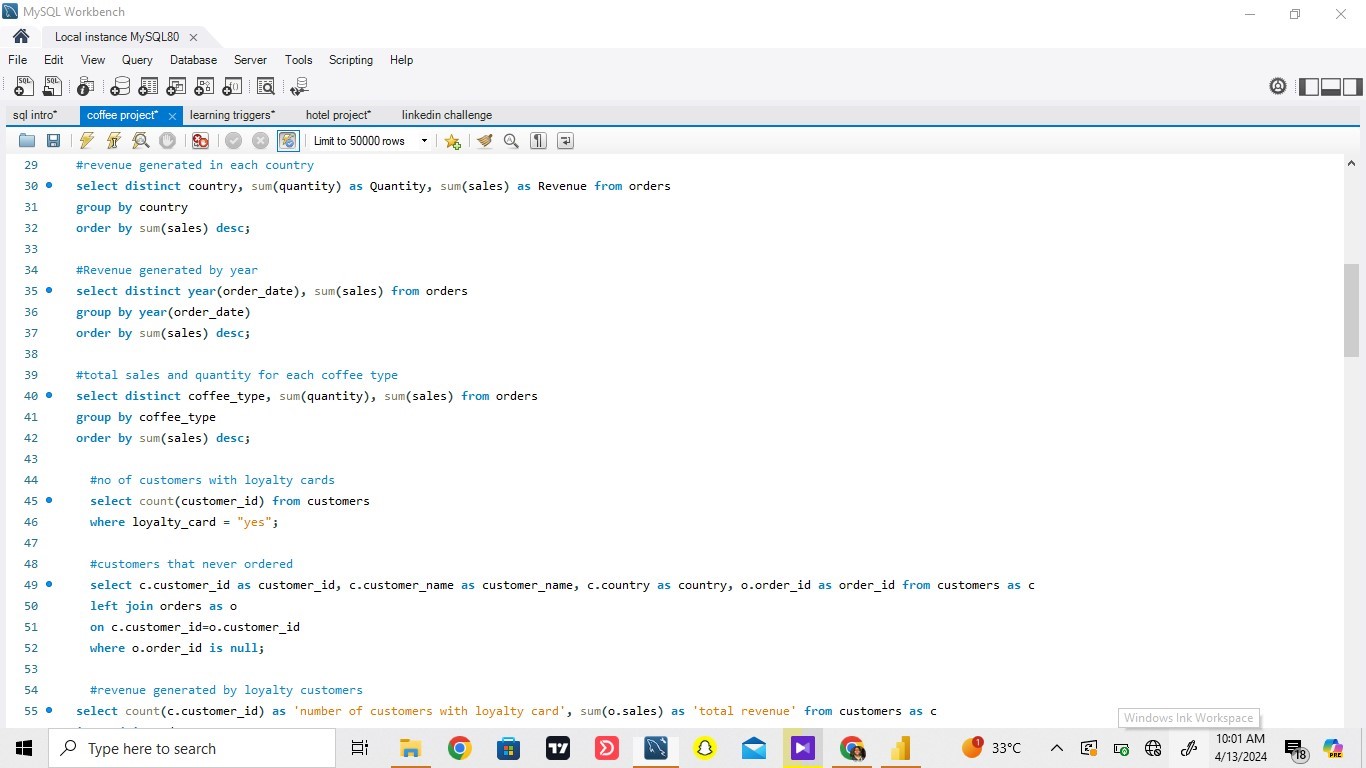 MySQL Workbench
Local instance MySQL80
File Edit View Query Database Server Tools Scripting Help
sql intro* coffee project* learning triggers* hotel project* linkedin challenge
Limit to 50000 rows
29 #revenue generated in each country
30 select distinct country, sum(quantity) as Quantity, sum(sales) as Revenue from orders
31 group by country
32 order by sum(sales) desc;
33
34 #Revenue generated by year
35 select distinct year(order_date), sum(sales) from orders
36 group by year(order_date)
37 order by sum(sales) desc;
38
39 #total sales and quantity for each coffee type
40 select distinct coffee_type, sum(quantity), sum(sales) from orders
41 group by coffee_type
42 order by sum(sales) desc;
43
44 #no of customers with loyalty cards
45 select count(customer_id) from customers
46 where loyalty_card = "yes";
47
48 #customers that never ordered
49 select c.customer_id as customer_id, c.customer_name as customer_name, c.country as country, o.order_id as order_id from customers as c
50 left join orders as o
51 on c.customer_id=o.customer_id
52 where o.order_id is null;
53
54 #revenue generated by loyalty customers
55 select count(c.customer_id) as 'number of customers with loyalty card', sum(o.sales) as 'total revenue' from customers as c
Windows Ink Workspace
Type here to search
1
33°C
10:01 AM
4/13/2024
18
PRE